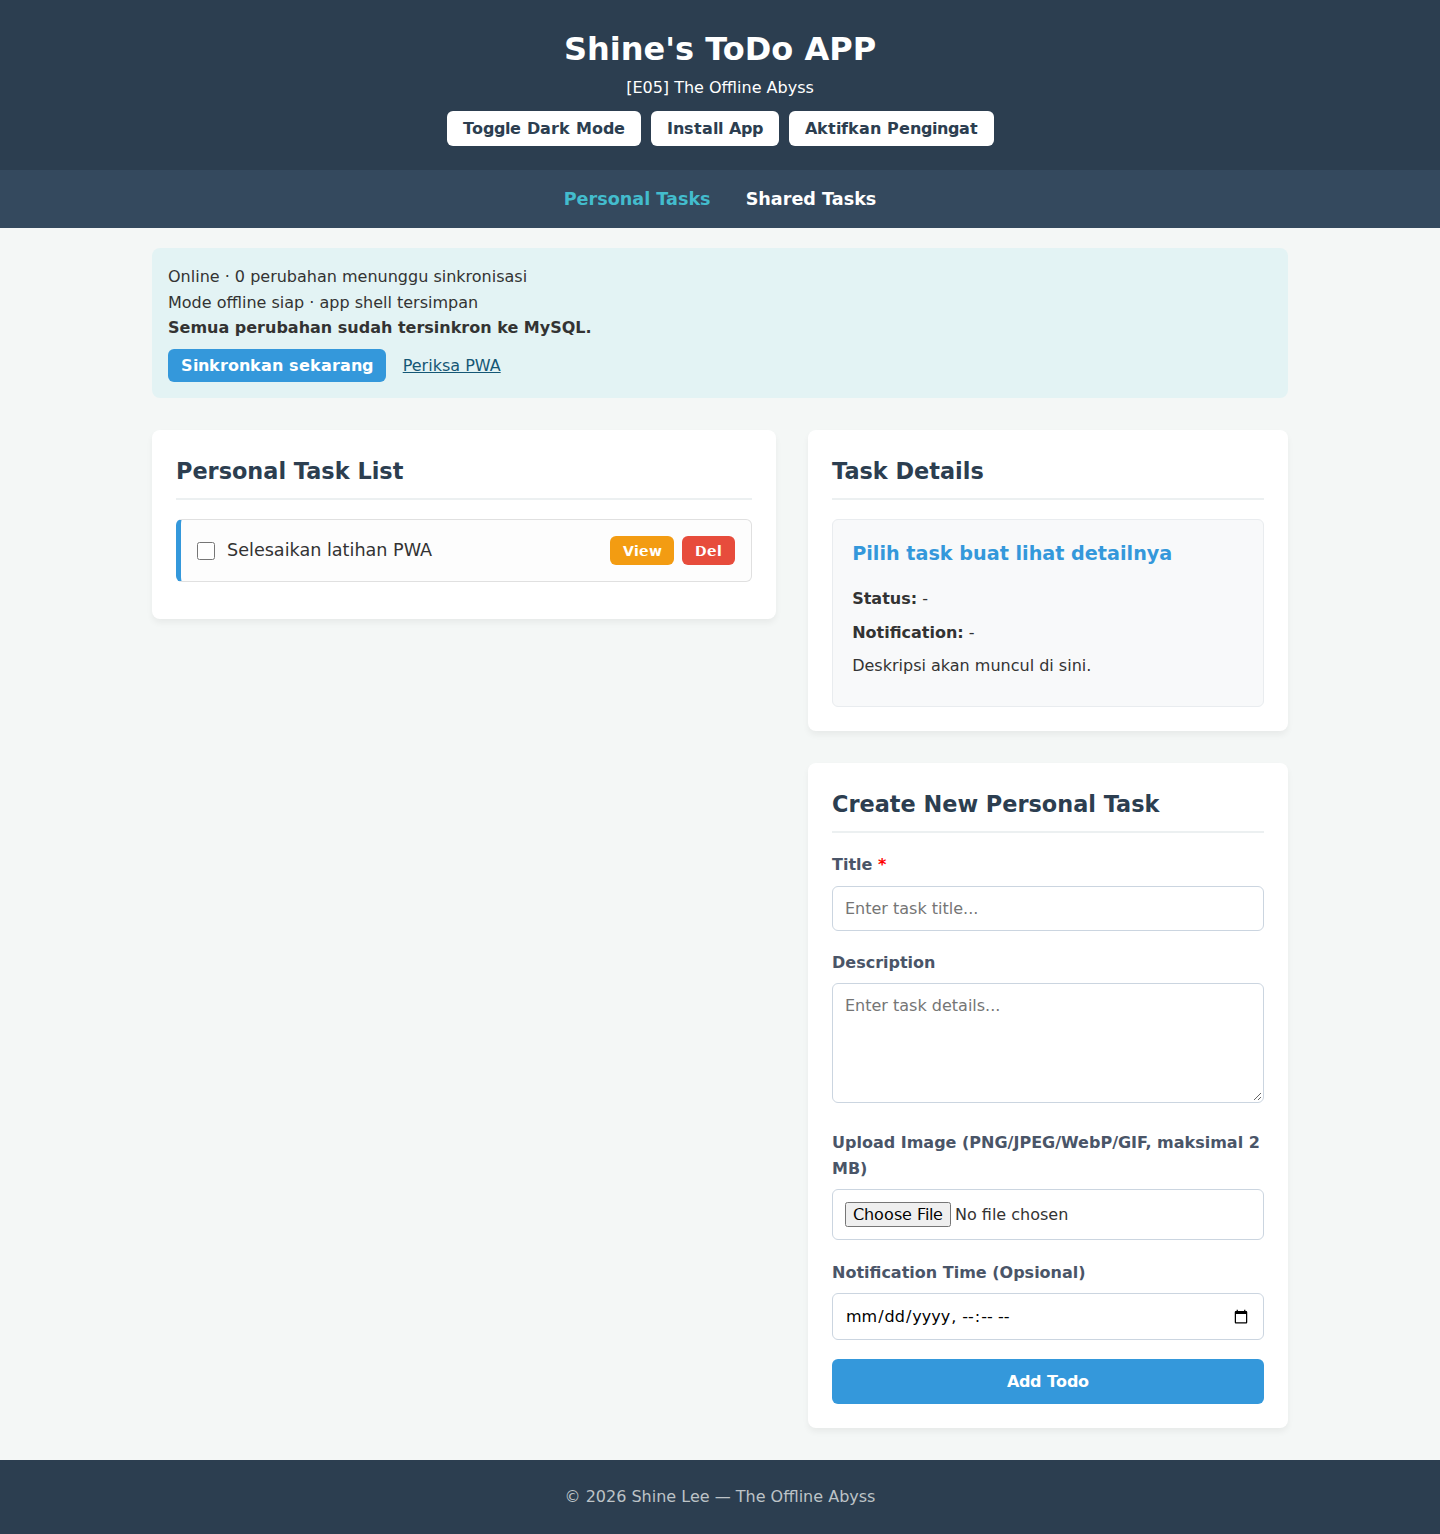 Shine's ToDo APP
[E05] The Offline Abyss
Toggle Dark Mode
Install App
Aktifkan Pengingat
Personal Tasks
Shared Tasks
Online · 0 perubahan menunggu sinkronisasi
Mode offline siap · app shell tersimpan
Semua perubahan sudah tersinkron ke MySQL.
Sinkronkan sekarang
Periksa PWA
Personal Task List
Selesaikan latihan PWA
View
Del
Task Details
Pilih task buat lihat detailnya
Status: -
Notification: -
Deskripsi akan muncul di sini.
Create New Personal Task
Title *
Enter task title...
Description
Enter task details...
Upload Image (PNG/JPEG/WebP/GIF, maksimal 2
MB)
Choose File No file chosen
Notification Time (Opsional)
mm/dd/yyyy, --:-- --
Add Todo
© 2026 Shine Lee — The Offline Abyss